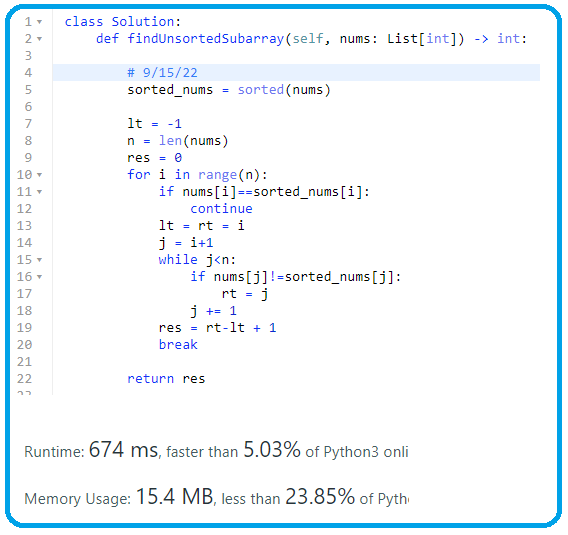 1 class Solution:
2 def findUnsortedSubarray(self, nums: List[int]) -> int:
3
4 # 9/15/22
5 sorted_nums = sorted(nums)
6
7 lt = -1
8 n = len(nums)
9 res = 0
10 for i in range(n):
11 if nums[i]==sorted_nums[i]:
12 continue
13 lt = rt = i
14 j = i+1
15 while j<n:
16 if nums[j]!=sorted_nums[j]:
17 rt = j
18 j += 1
19 res = rt-lt + 1
20 break
21
22 return res
Runtime: 674 ms, faster than 5.03% of Python3 onli
Memory Usage: 15.4 MB, less than 23.85% of